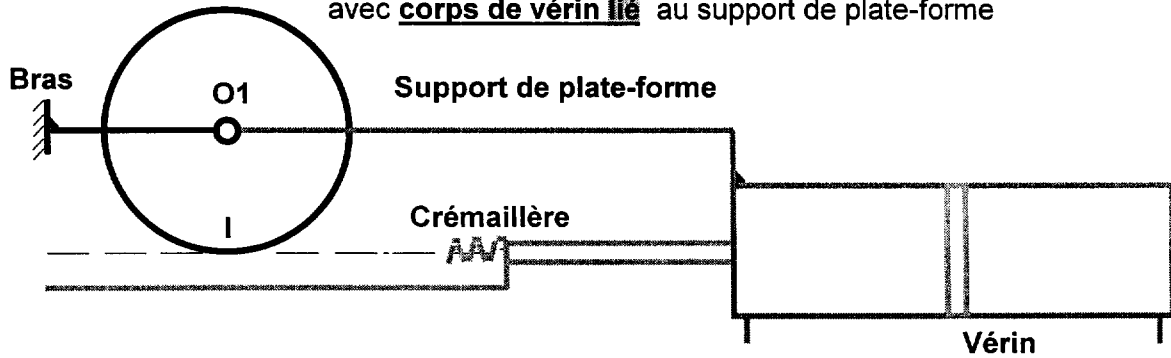 avec corps de vérin lié au support de plate-forme
Bras
O1
Support de plate-forme
I
Crémaillère
Vérin